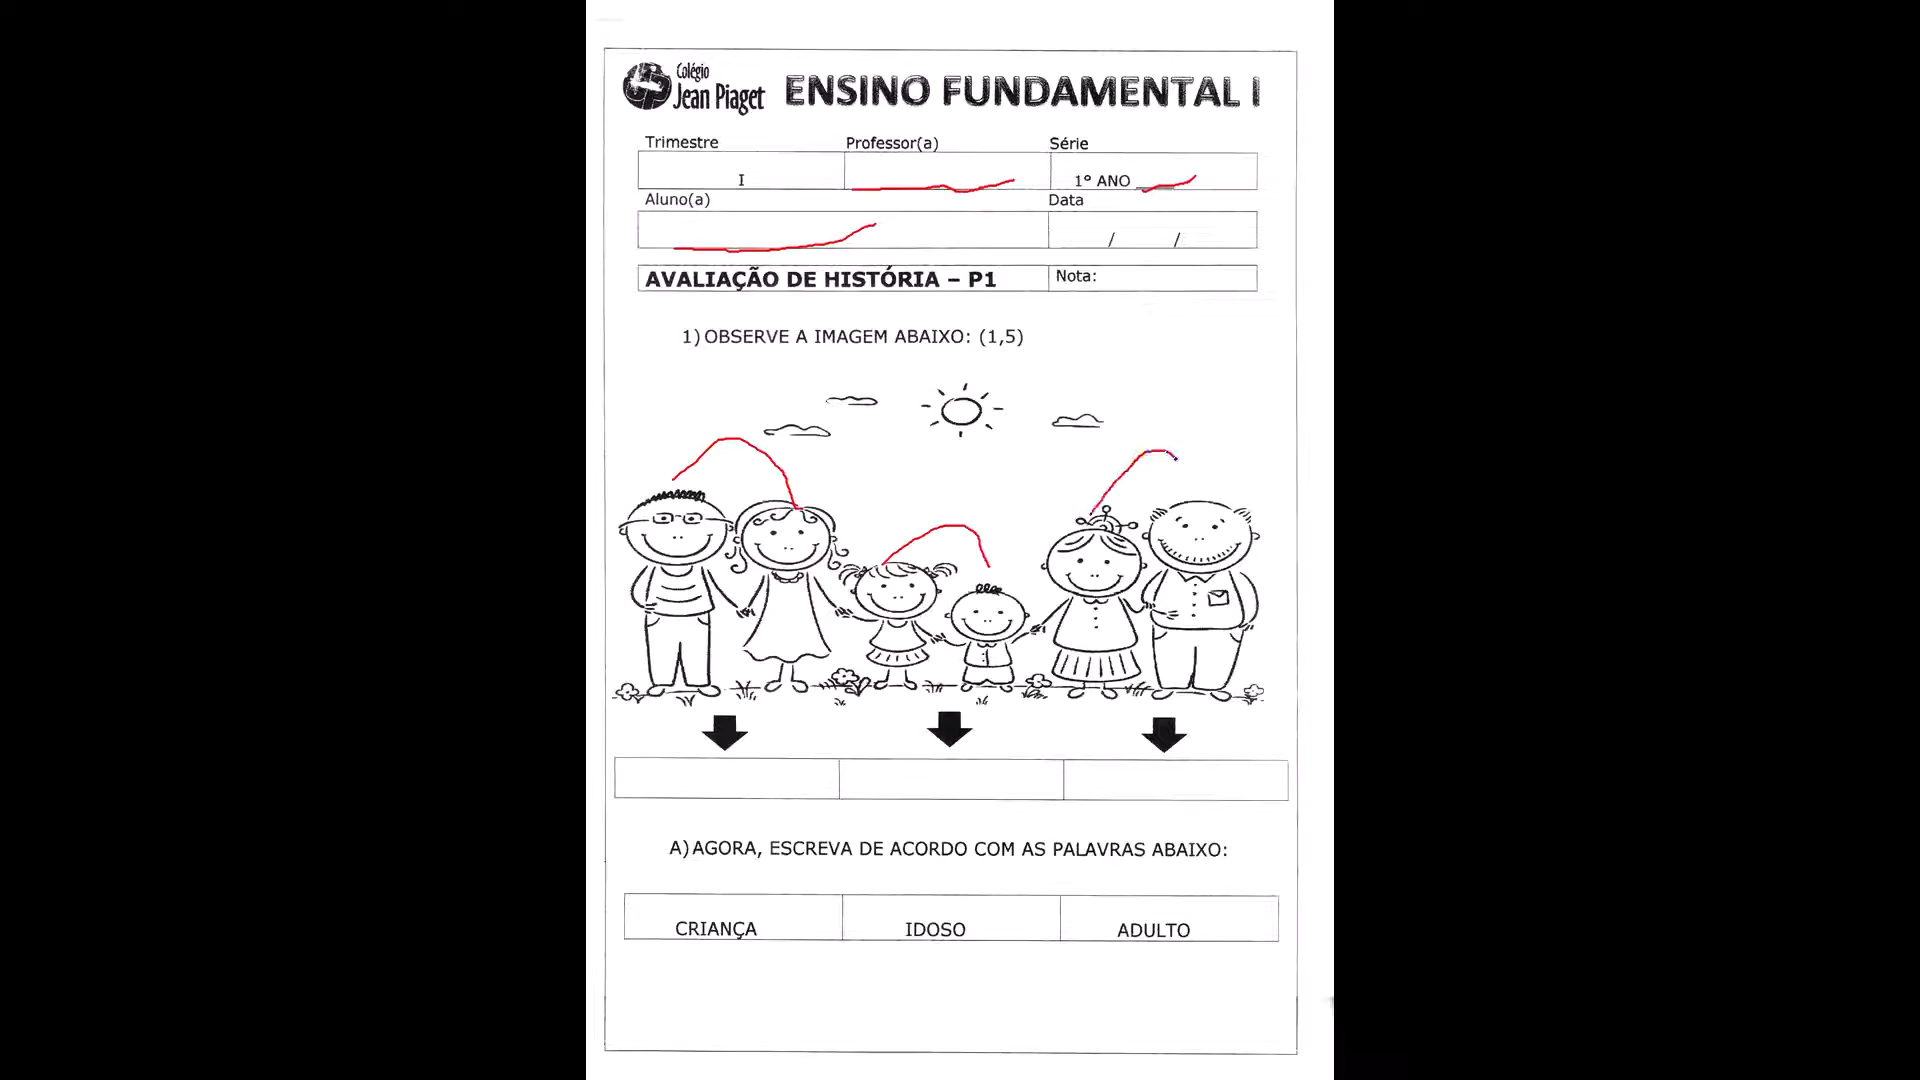 Colégio
Jean Piaget
ENSINO FUNDAMENTAL I
Trimestre Professor(a) Série
I 1º ANO ____
Aluno(a) Data
/ /
AVALIAÇÃO DE HISTÓRIA – P1 Nota:
1) OBSERVE A IMAGEM ABAIXO: (1,5)
A) AGORA, ESCREVA DE ACORDO COM AS PALAVRAS ABAIXO:
CRIANÇA IDOSO ADULTO